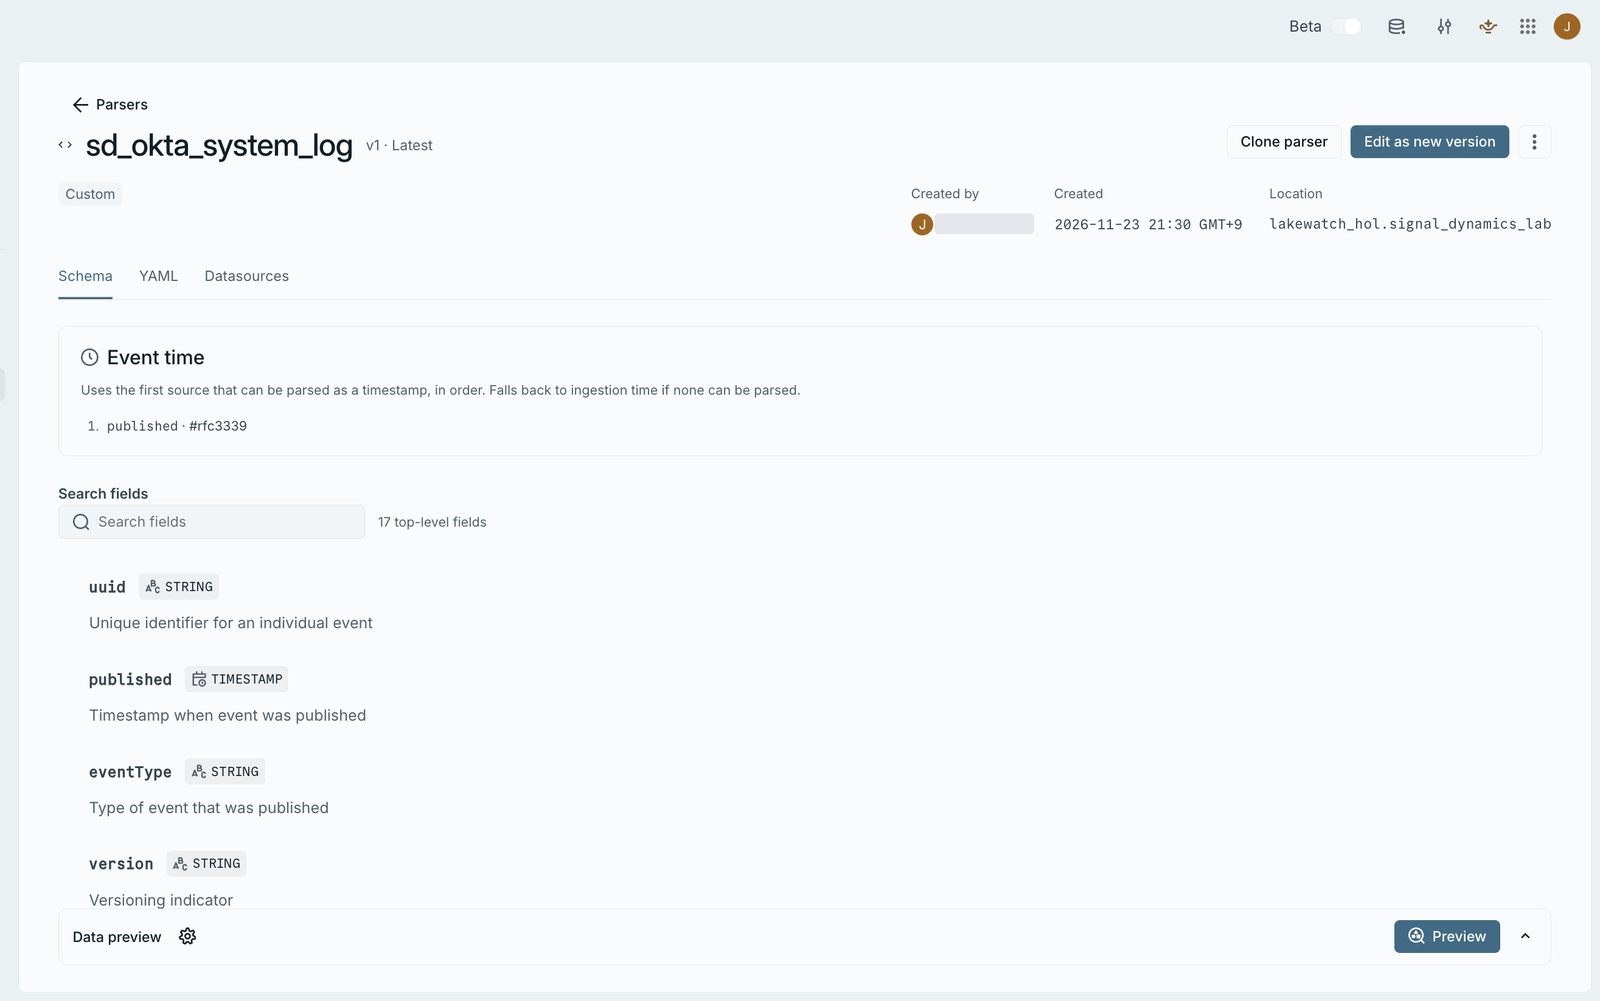 Beta
J
Parsers
sd_okta_system_log v1 · Latest
Clone parser
Edit as new version
Custom
Created by
Created
Location
J
2026-11-23 21:30 GMT+9
lakewatch_hol.signal_dynamics_lab
Schema
YAML
Datasources
Event time
Uses the first source that can be parsed as a timestamp, in order. Falls back to ingestion time if none can be parsed.
1. published · #rfc3339
Search fields
Search fields
17 top-level fields
uuid ABC STRING
Unique identifier for an individual event
published TIMESTAMP
Timestamp when event was published
eventType ABC STRING
Type of event that was published
version ABC STRING
Versioning indicator
Data preview
Preview